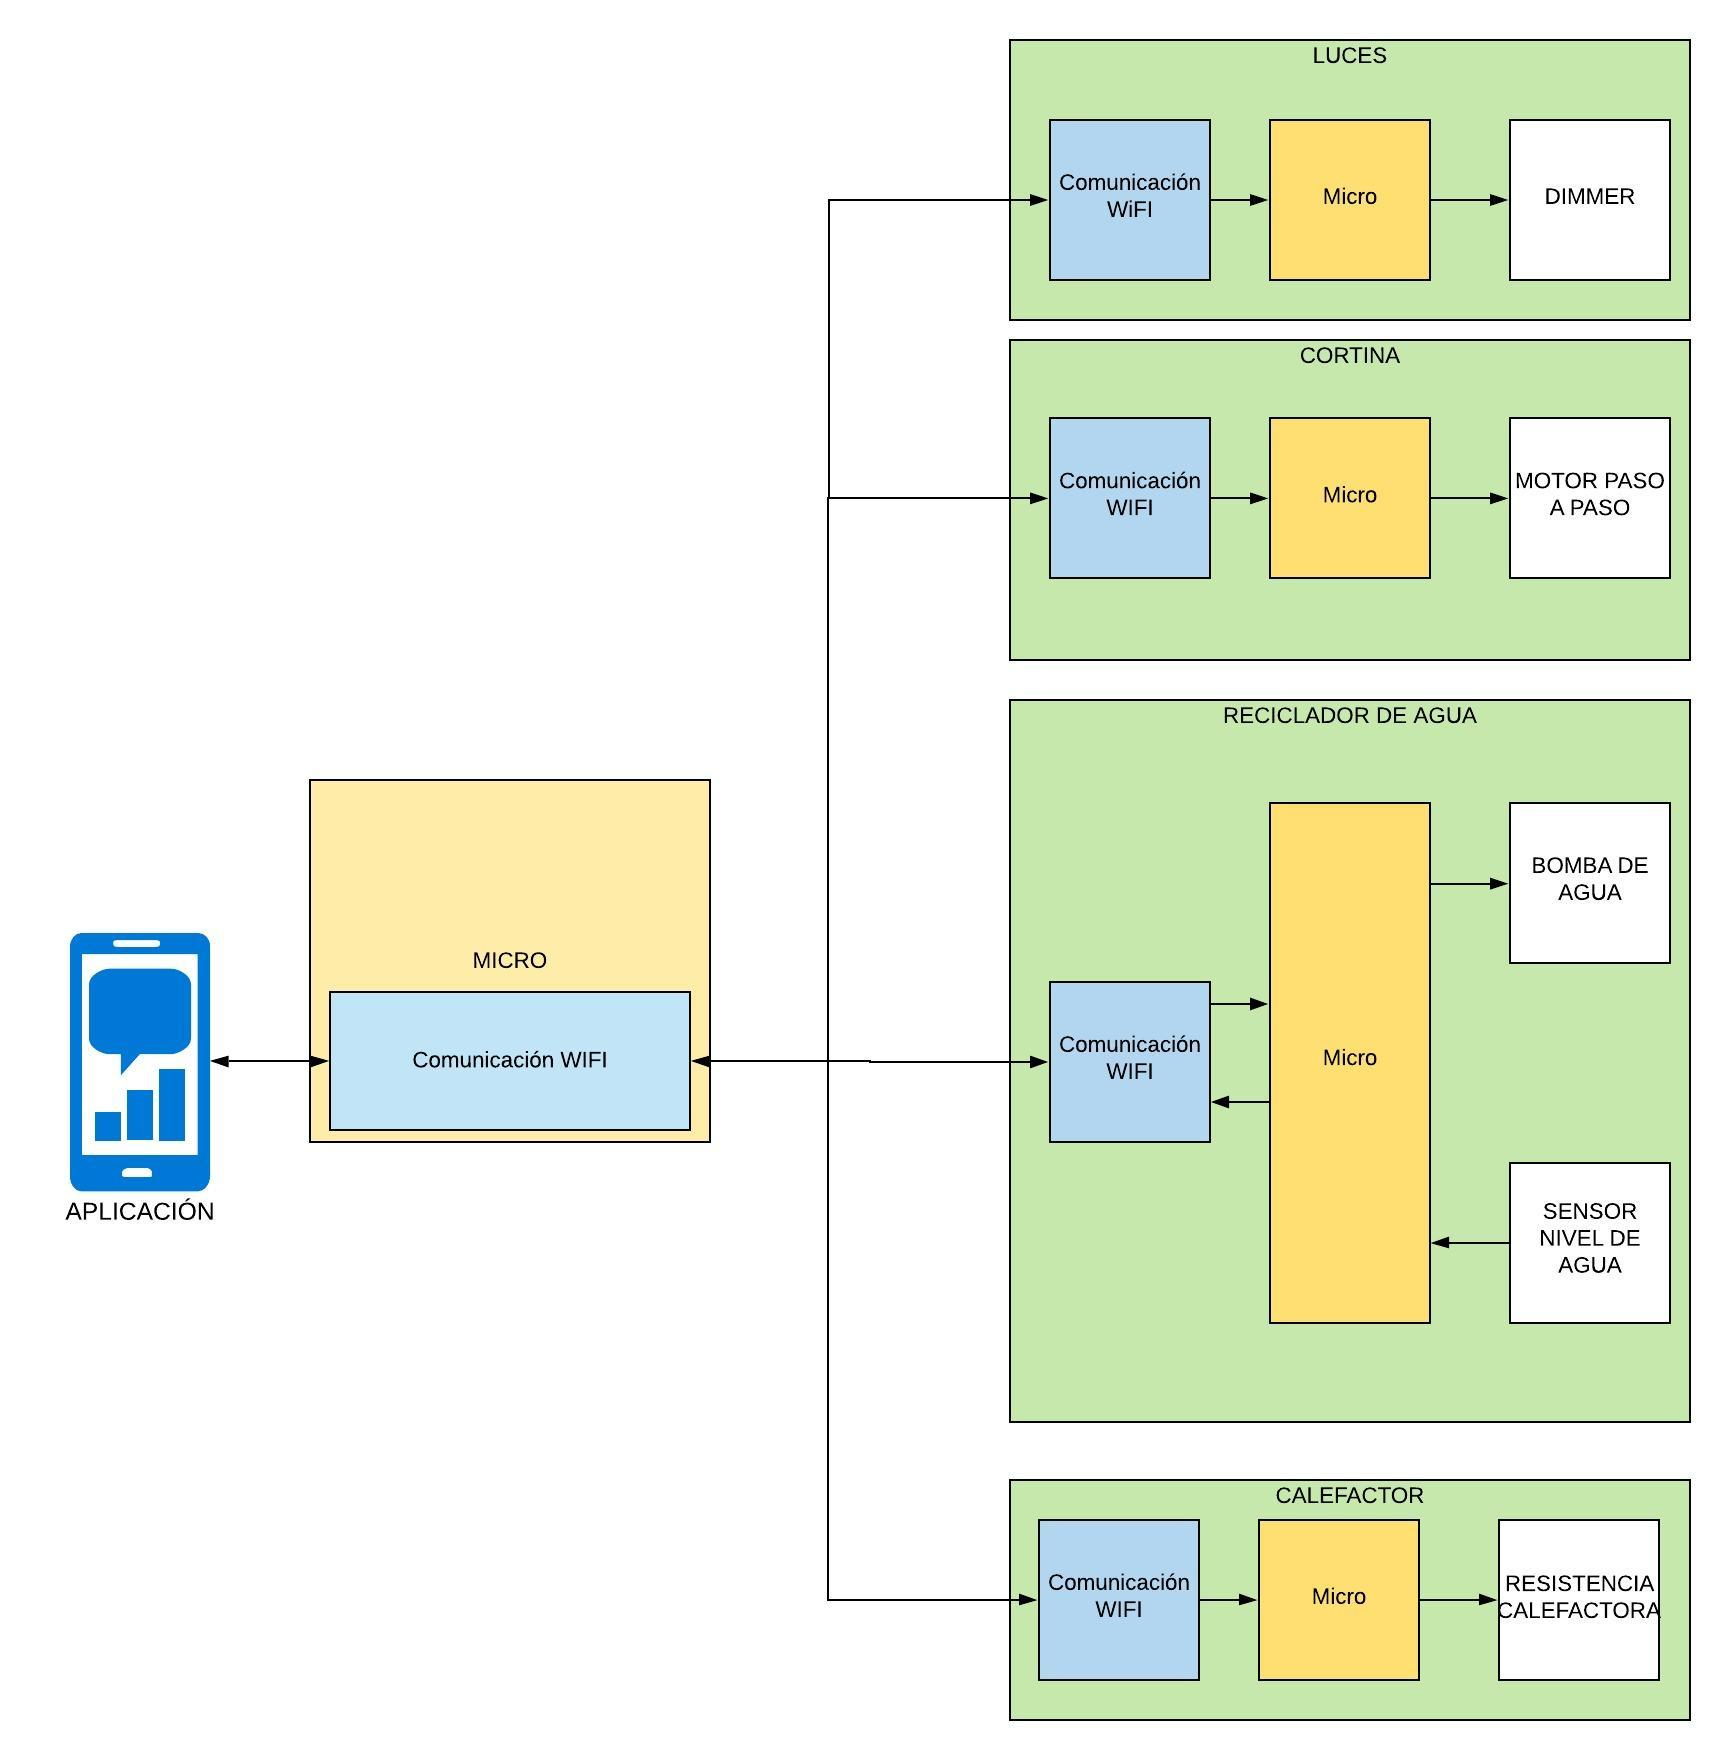 LUCES
Comunicación
WiFI
Micro
DIMMER
CORTINA
Comunicación
WIFI
Micro
MOTOR PASO
A PASO
RECICLADOR DE AGUA
BOMBA DE
AGUA
MICRO
Comunicación WIFI
Comunicación
WIFI
Micro
SENSOR
NIVEL DE
AGUA
APLICACIÓN
CALEFACTOR
Comunicación
WIFI
Micro
RESISTENCIA
CALEFACTORA